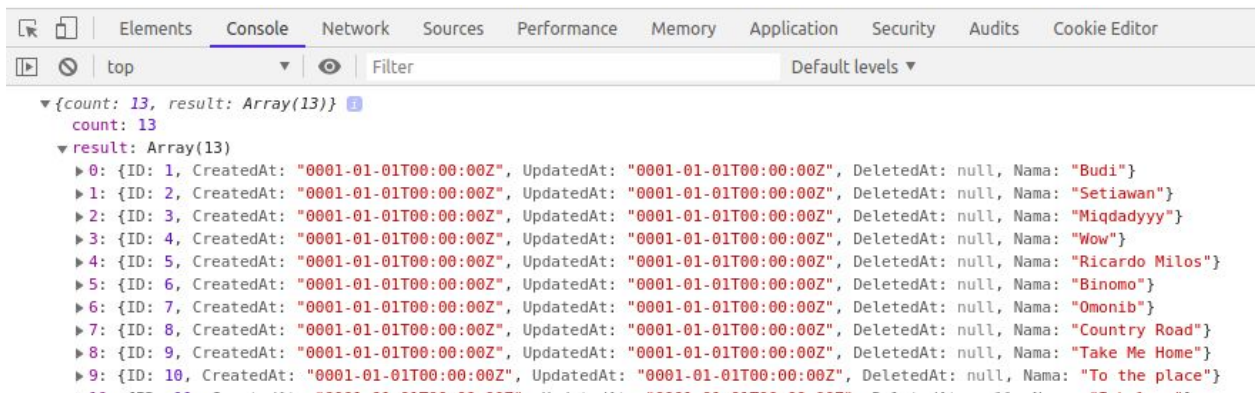 Elements Console Network Sources Performance Memory Application Security Audits Cookie Editor
top Filter Default levels
{count: 13, result: Array(13)} i
count: 13
result: Array(13)
0: {ID: 1, CreatedAt: "0001-01-01T00:00:00Z", UpdatedAt: "0001-01-01T00:00:00Z", DeletedAt: null, Nama: "Budi"}
1: {ID: 2, CreatedAt: "0001-01-01T00:00:00Z", UpdatedAt: "0001-01-01T00:00:00Z", DeletedAt: null, Nama: "Setiawan"}
2: {ID: 3, CreatedAt: "0001-01-01T00:00:00Z", UpdatedAt: "0001-01-01T00:00:00Z", DeletedAt: null, Nama: "Miqdadyyy"}
3: {ID: 4, CreatedAt: "0001-01-01T00:00:00Z", UpdatedAt: "0001-01-01T00:00:00Z", DeletedAt: null, Nama: "Wow"}
4: {ID: 5, CreatedAt: "0001-01-01T00:00:00Z", UpdatedAt: "0001-01-01T00:00:00Z", DeletedAt: null, Nama: "Ricardo Milos"}
5: {ID: 6, CreatedAt: "0001-01-01T00:00:00Z", UpdatedAt: "0001-01-01T00:00:00Z", DeletedAt: null, Nama: "Binomo"}
6: {ID: 7, CreatedAt: "0001-01-01T00:00:00Z", UpdatedAt: "0001-01-01T00:00:00Z", DeletedAt: null, Nama: "Omonib"}
7: {ID: 8, CreatedAt: "0001-01-01T00:00:00Z", UpdatedAt: "0001-01-01T00:00:00Z", DeletedAt: null, Nama: "Country Road"}
8: {ID: 9, CreatedAt: "0001-01-01T00:00:00Z", UpdatedAt: "0001-01-01T00:00:00Z", DeletedAt: null, Nama: "Take Me Home"}
9: {ID: 10, CreatedAt: "0001-01-01T00:00:00Z", UpdatedAt: "0001-01-01T00:00:00Z", DeletedAt: null, Nama: "To the place"}